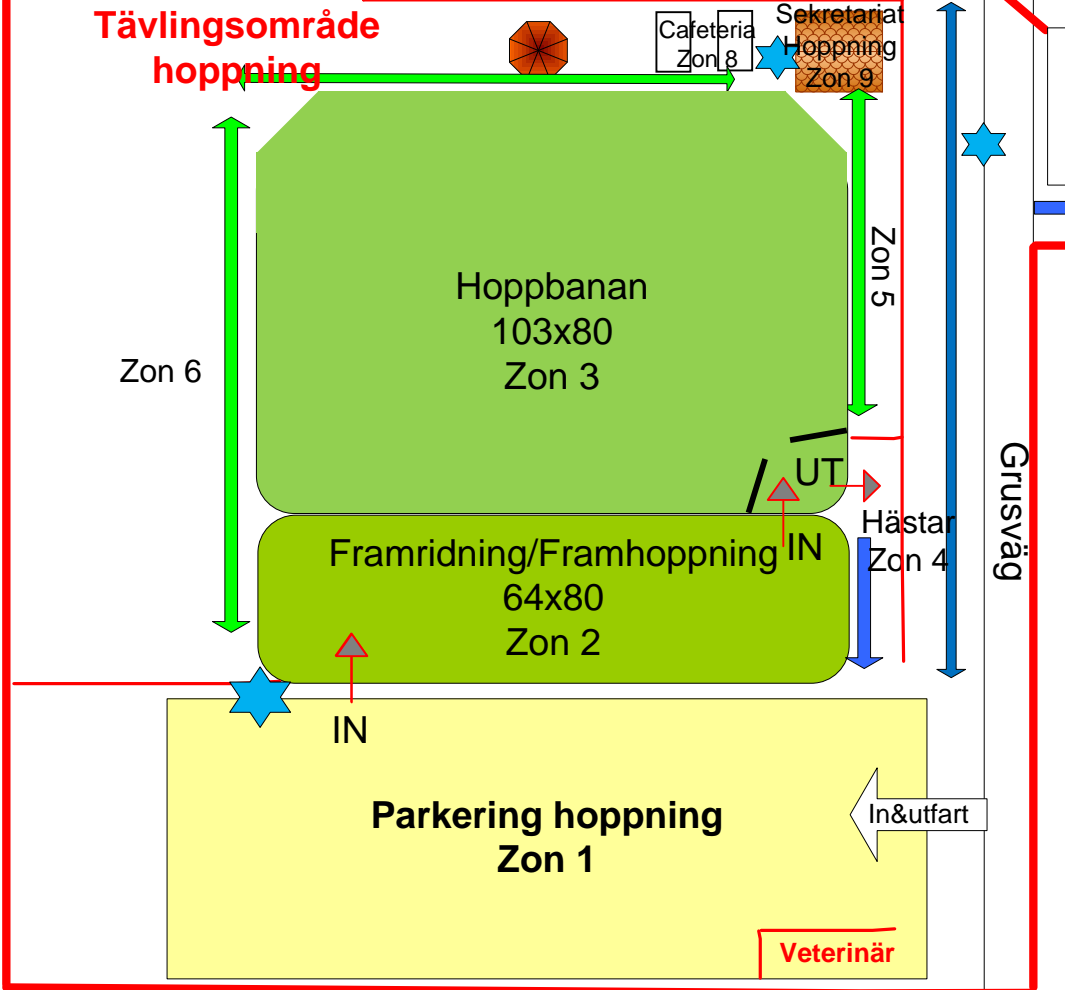 Tävlingsområde
hoppning
Cafeteria
Zon 8
Sekretariat
Hoppning
Zon 9
Zon 5
Hoppbanan
103x80
Zon 3
Zon 6
Grusväg
UT
Hästar
Zon 4
IN
Framridning/Framhoppning
64x80
Zon 2
IN
Parkering hoppning
Zon 1
In&utfart
Veterinär